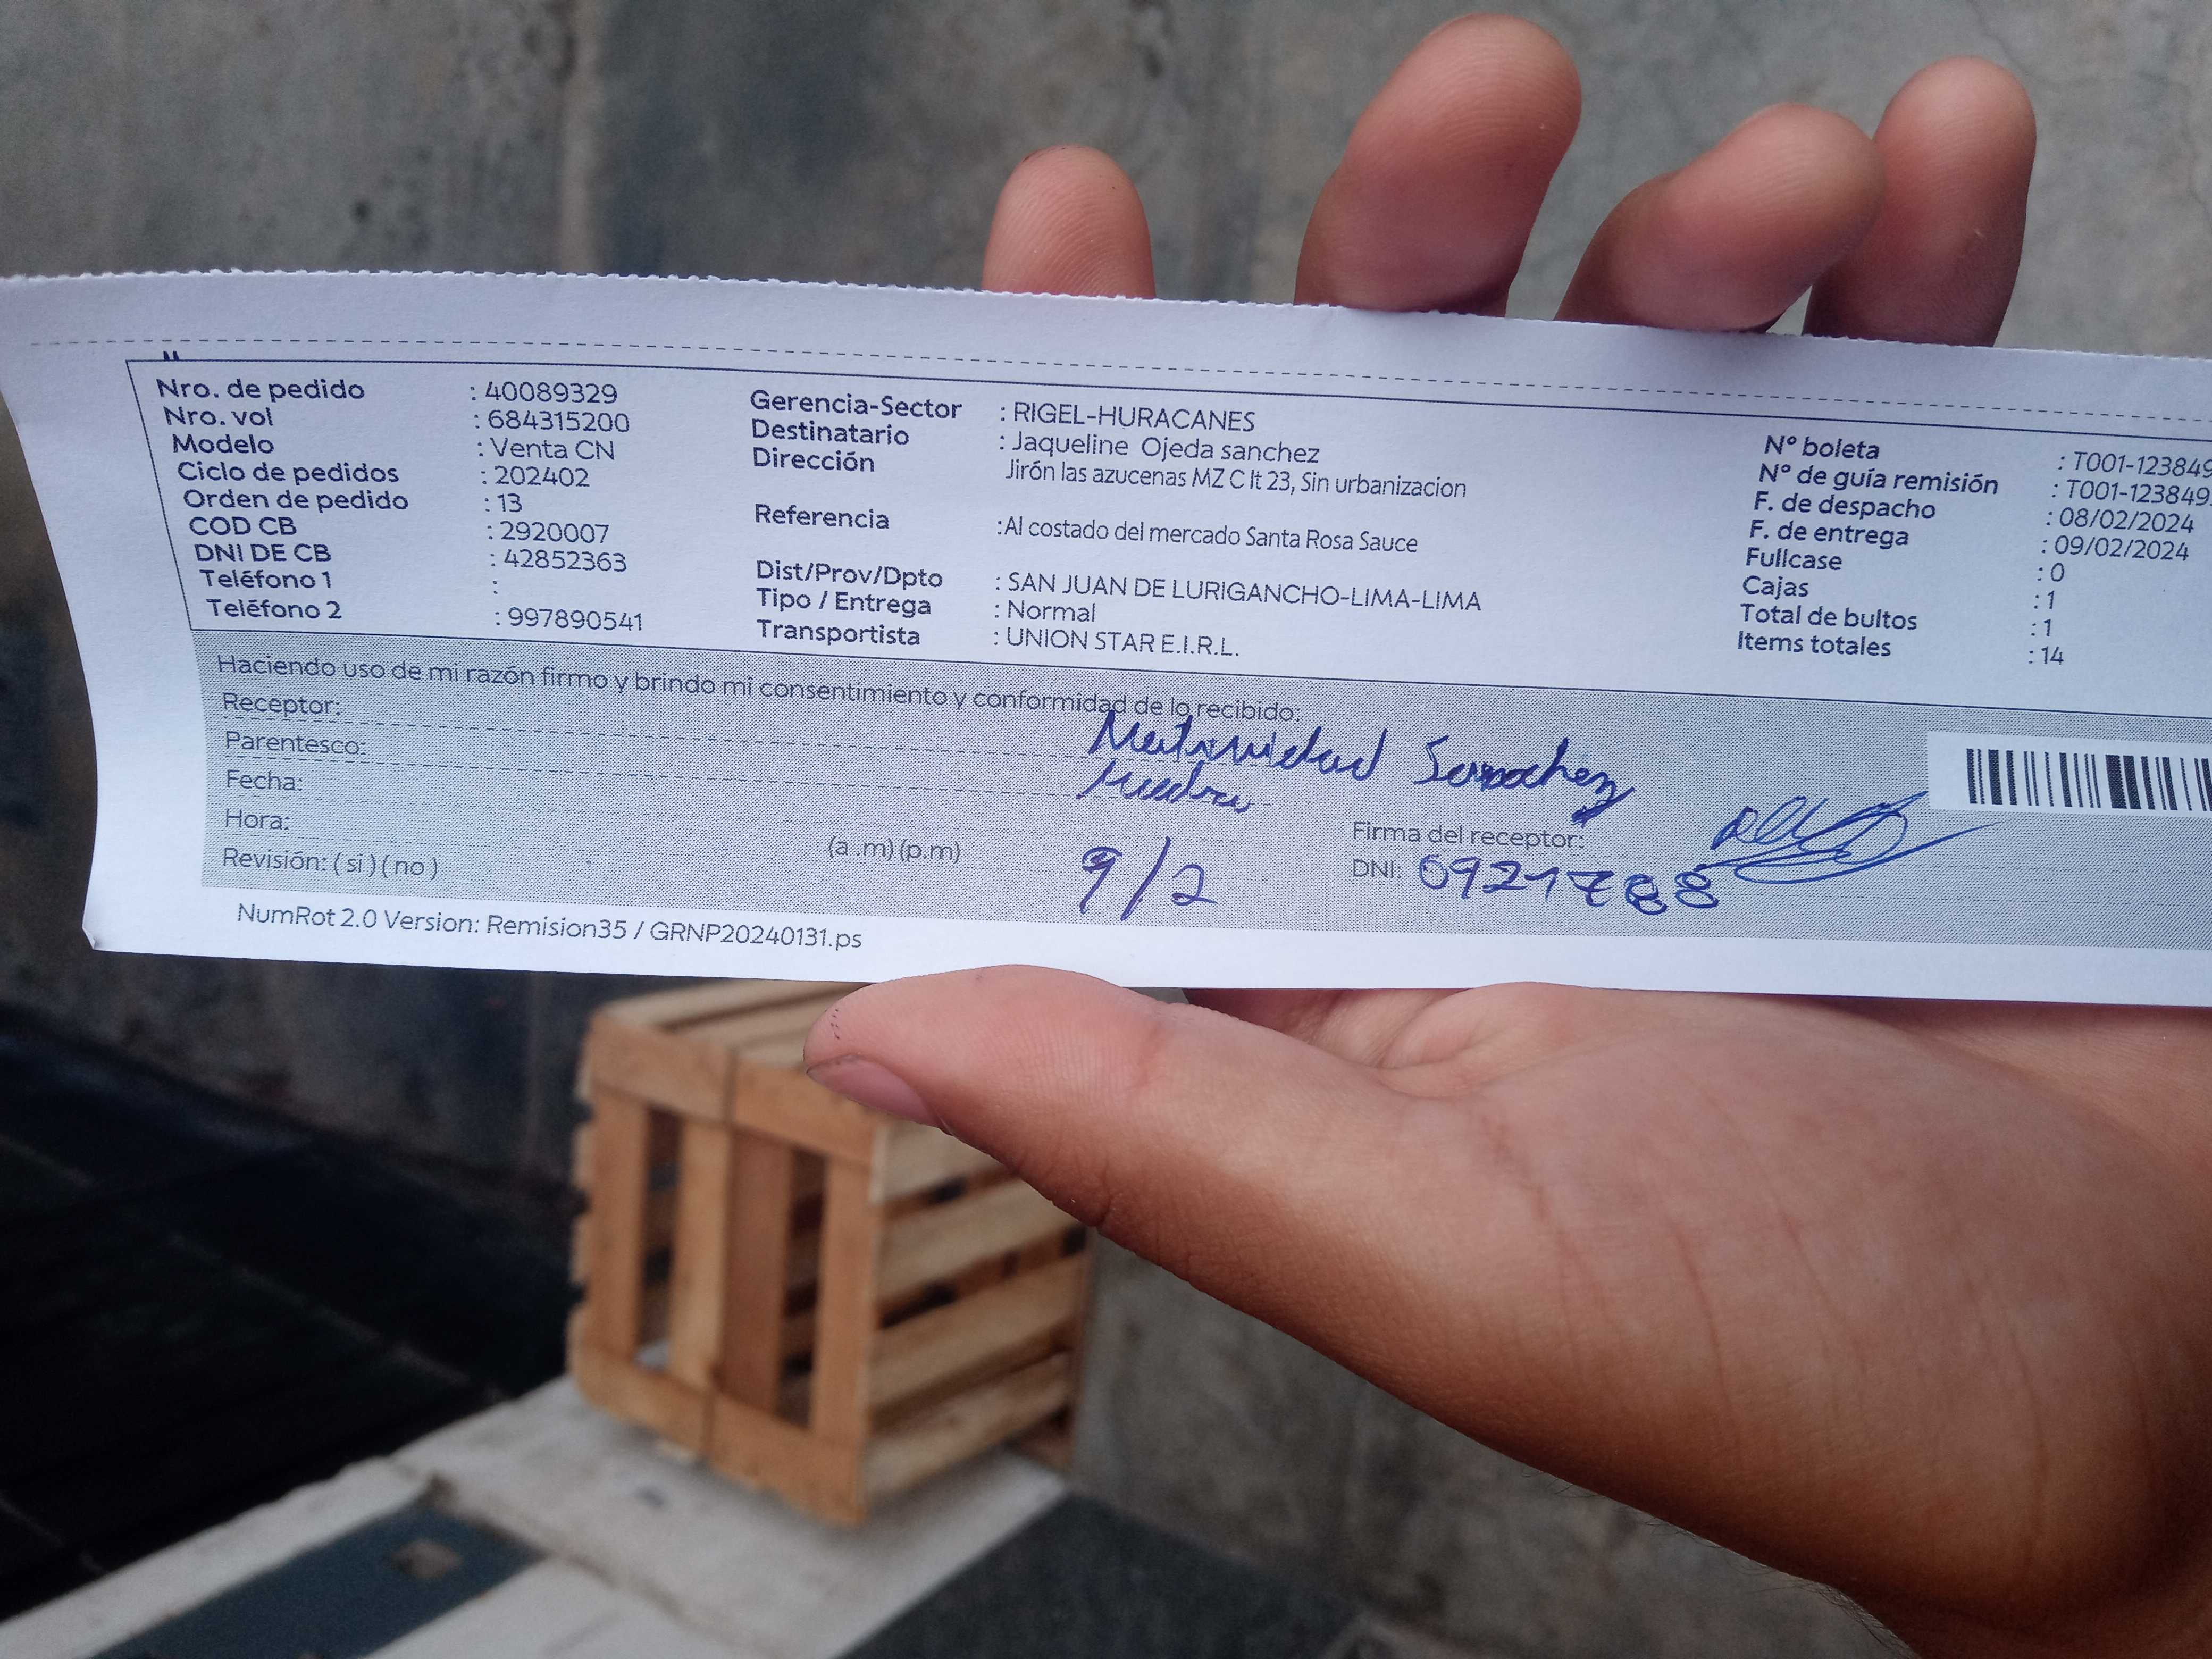 Nro. de pedido : 40089329
Nro. vol : 684315200
Modelo : Venta CN
Ciclo de pedidos : 202402
Orden de pedido : 13
COD CB : 2920007
DNI DE CB : 42852363
Teléfono 1 :
Teléfono 2 : 997890541
Gerencia-Sector : RIGEL-HURACANES
Destinatario : Jaqueline Ojeda sanchez
Dirección Jirón las azucenas MZ C lt 23, Sin urbanizacion
Referencia :Al costado del mercado Santa Rosa Sauce
Dist/Prov/Dpto : SAN JUAN DE LURIGANCHO-LIMA-LIMA
Tipo / Entrega : Normal
Transportista : UNION STAR E.I.R.L.
N° boleta : T001-123849
N° de guía remisión : T001-123849
F. de despacho : 08/02/2024
F. de entrega : 09/02/2024
Fullcase : 0
Cajas : 1
Total de bultos : 1
Items totales : 14
Haciendo uso de mi razón firmo y brindo mi consentimiento y conformidad de lo recibido:
Receptor: Sanchez
Parentesco: Madre
Fecha:
Hora: (a .m) (p.m) 9/2
Revisión: ( si ) ( no )
Firma del receptor:
DNI:
NumRot 2.0 Version: Remision35 / GRNP20240131.ps